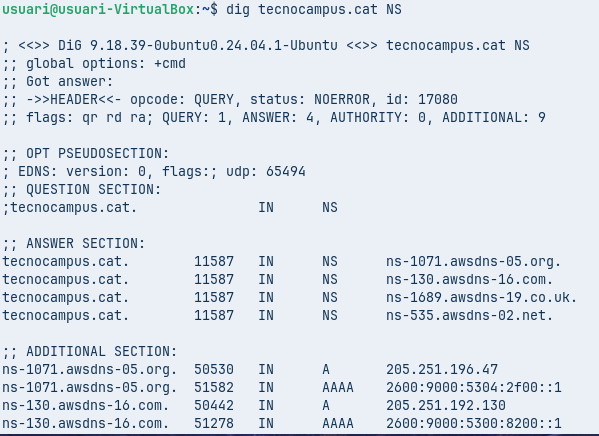 usuari@usuari-VirtualBox:~$ dig tecnocampus.cat NS
; <<>> DiG 9.18.39-0ubuntu0.24.04.1-Ubuntu <<>> tecnocampus.cat NS
;; global options: +cmd
;; Got answer:
;; ->>HEADER<<- opcode: QUERY, status: NOERROR, id: 17080
;; flags: qr rd ra; QUERY: 1, ANSWER: 4, AUTHORITY: 0, ADDITIONAL: 9
;; OPT PSEUDOSECTION:
; EDNS: version: 0, flags:; udp: 65494
;; QUESTION SECTION:
;tecnocampus.cat. IN NS
;; ANSWER SECTION:
tecnocampus.cat. 11587 IN NS ns-1071.awsdns-05.org.
tecnocampus.cat. 11587 IN NS ns-130.awsdns-16.com.
tecnocampus.cat. 11587 IN NS ns-1689.awsdns-19.co.uk.
tecnocampus.cat. 11587 IN NS ns-535.awsdns-02.net.
;; ADDITIONAL SECTION:
ns-1071.awsdns-05.org. 50530 IN A 205.251.196.47
ns-1071.awsdns-05.org. 51582 IN AAAA 2600:9000:5304:2f00::1
ns-130.awsdns-16.com. 50442 IN A 205.251.192.130
ns-130.awsdns-16.com. 51278 IN AAAA 2600:9000:5300:8200::1